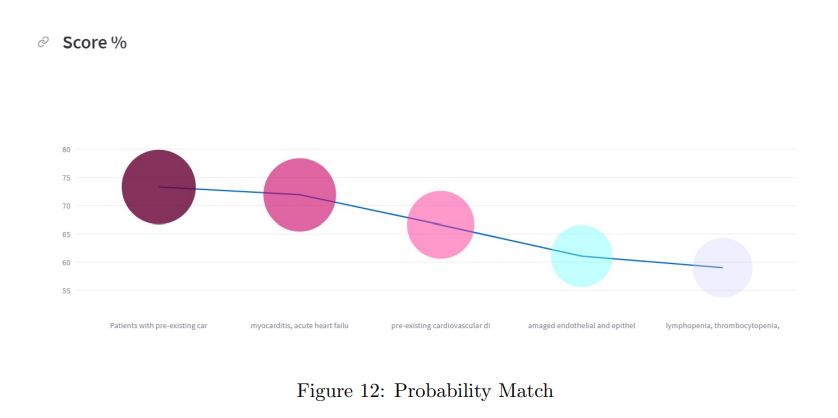 Score %
80
75
70
65
60
55
Patients with pre-existing car
myocarditis, acute heart failu
pre-existing cardiovascular di
amaged endothelial and epithel
lymphopenia, thrombocytopenia,
Figure 12: Probability Match